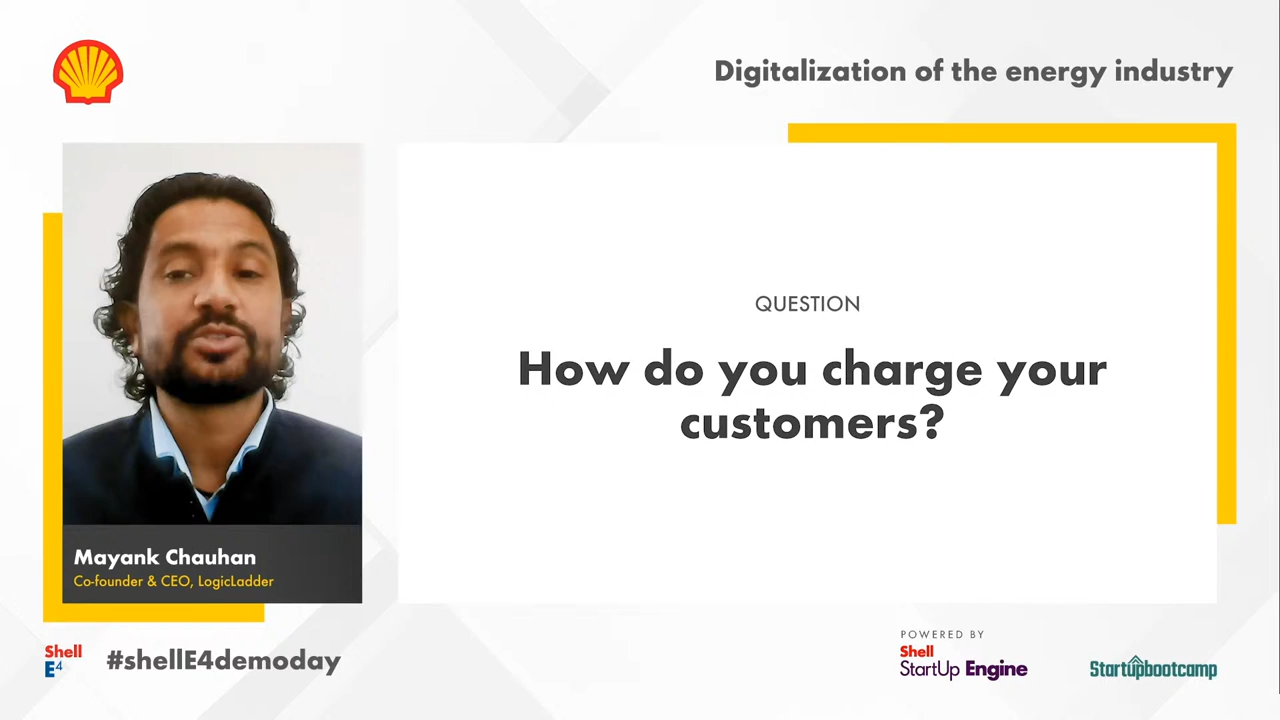 Digitalization of the energy industry
QUESTION
How do you charge your
customers?
Mayank Chauhan
Co-founder & CEO, LogicLadder
Shell
E4
#shellE4demoday
POWERED BY
Shell
StartUp Engine
Startupbootcamp